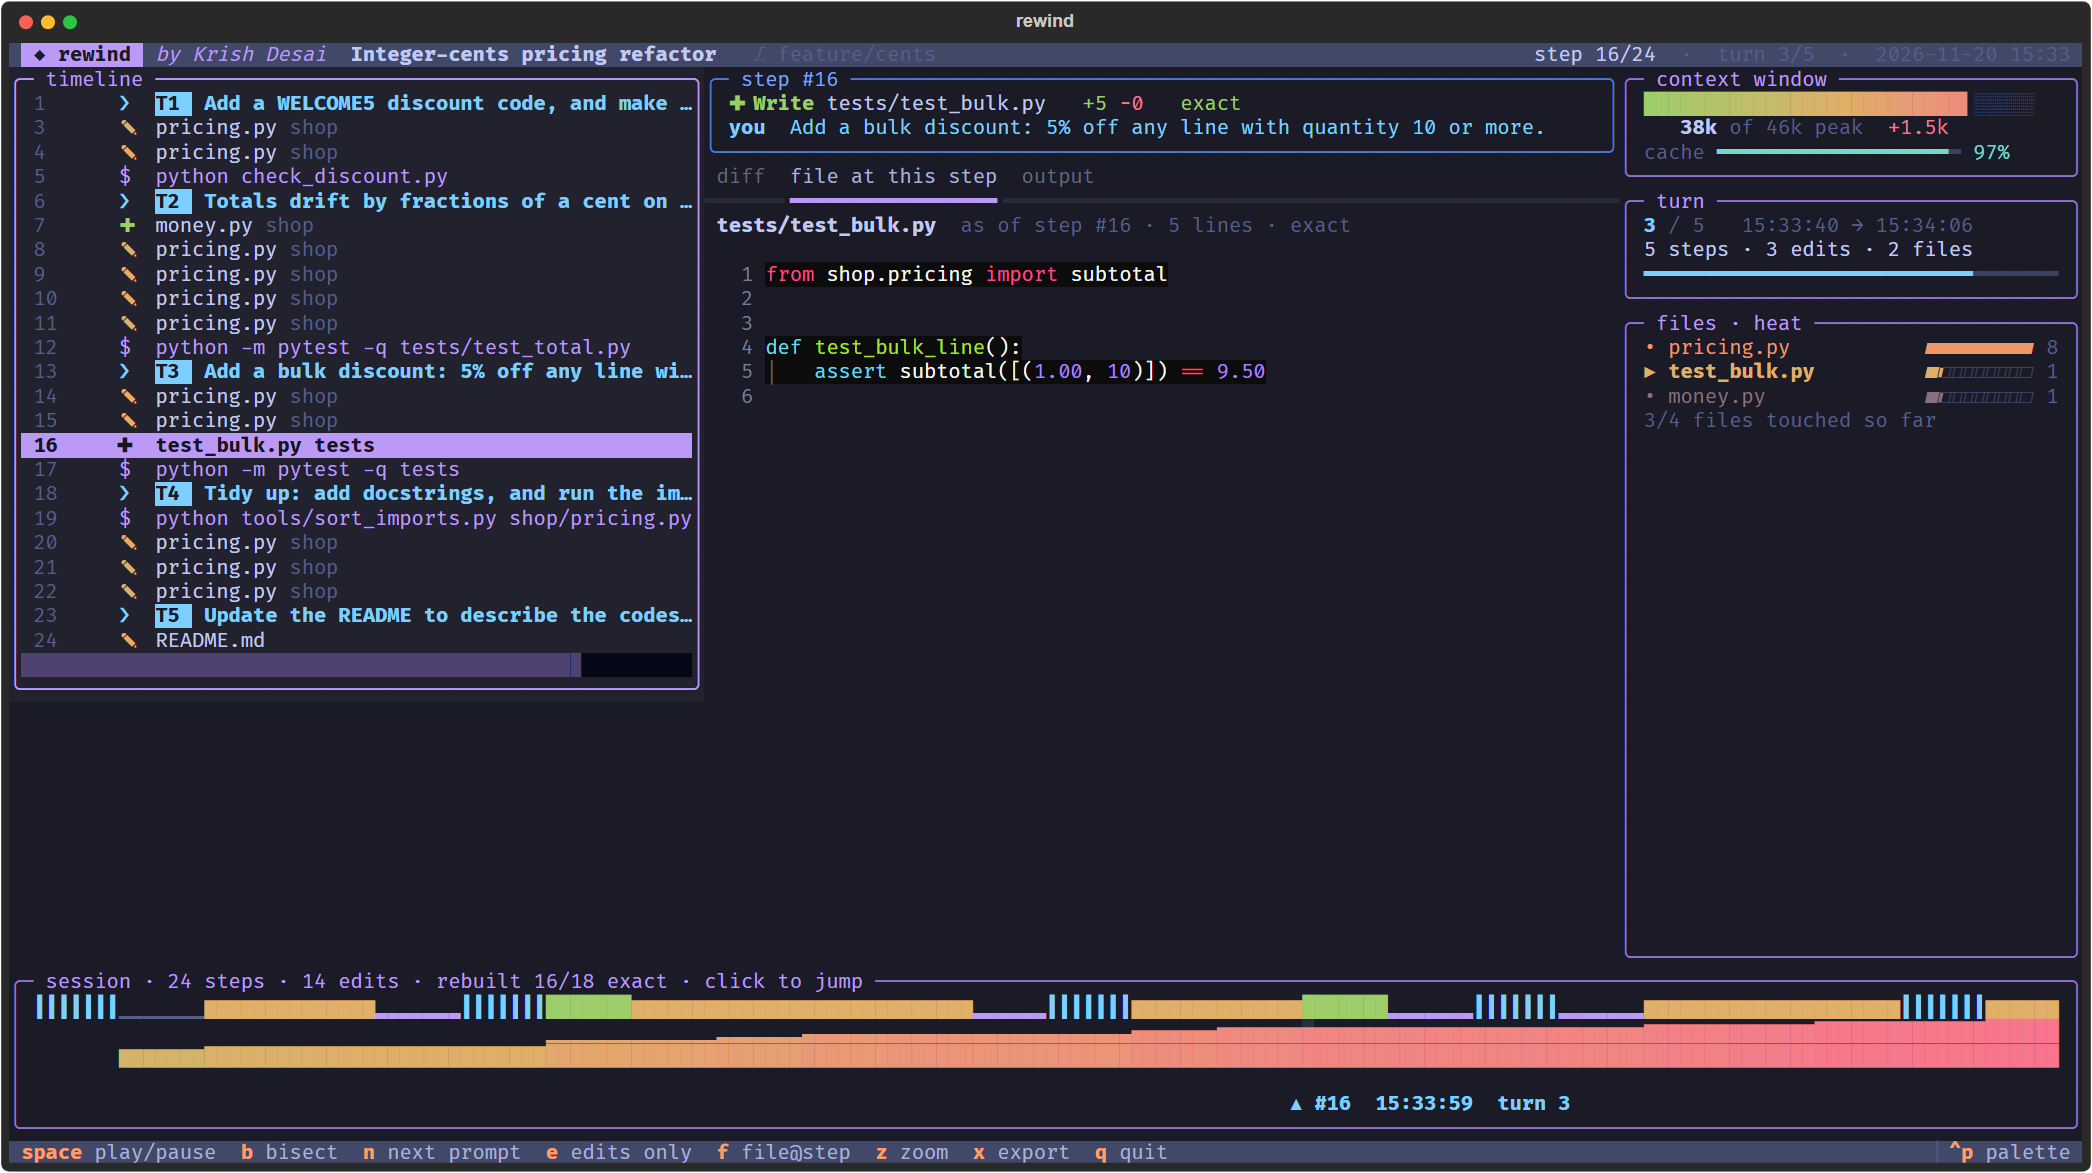 rewind
◆ rewind by Krish Desai Integer-cents pricing refactor feature/cents step 16/24 · turn 3/5 · 2026-11-20 15:33
timeline
1 ❯ T1 Add a WELCOME5 discount code, and make …
3 pricing.py shop
4 pricing.py shop
5 $ python check_discount.py
6 ❯ T2 Totals drift by fractions of a cent on …
7 + money.py shop
8 pricing.py shop
9 pricing.py shop
10 pricing.py shop
11 pricing.py shop
12 $ python -m pytest -q tests/test_total.py
13 ❯ T3 Add a bulk discount: 5% off any line wi…
14 pricing.py shop
15 pricing.py shop
16 + test_bulk.py tests
17 $ python -m pytest -q tests
18 ❯ T4 Tidy up: add docstrings, and run the im…
19 $ python tools/sort_imports.py shop/pricing.py
20 pricing.py shop
21 pricing.py shop
22 pricing.py shop
23 ❯ T5 Update the README to describe the codes…
24 README.md
step #16
+ Write tests/test_bulk.py +5 -0 exact
you Add a bulk discount: 5% off any line with quantity 10 or more.
diff file at this step output
tests/test_bulk.py as of step #16 · 5 lines · exact
1 from shop.pricing import subtotal
2
3
4 def test_bulk_line():
5 assert subtotal([(1.00, 10)]) == 9.50
6
context window
38k of 46k peak +1.5k
cache 97%
turn
3 / 5 15:33:40 → 15:34:06
5 steps · 3 edits · 2 files
files · heat
• pricing.py 8
▶ test_bulk.py 1
• money.py 1
3/4 files touched so far
session · 24 steps · 14 edits · rebuilt 16/18 exact · click to jump
▲ #16 15:33:59 turn 3
space play/pause b bisect n next prompt e edits only f file@step z zoom x export q quit ^p palette